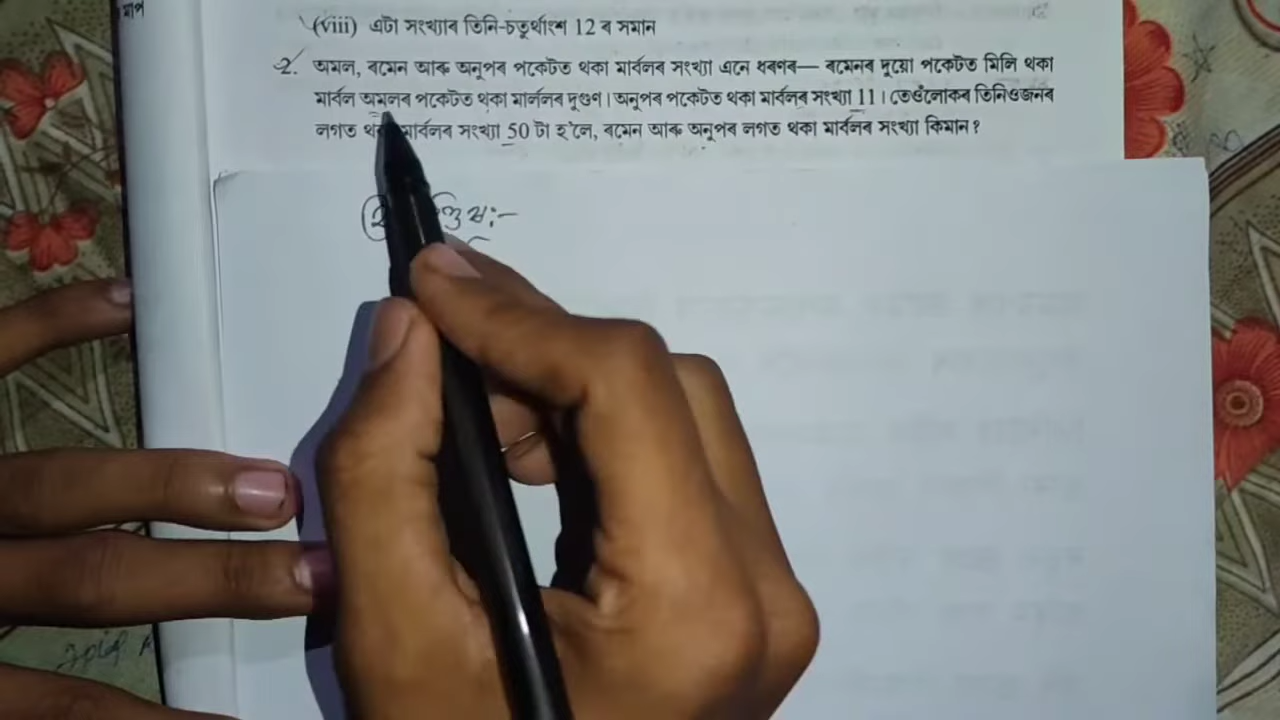 মাপ
(viii) এটা সংখ্যাৰ তিনি-চতুৰ্থাংশ 12 ৰ সমান
2. অমল, ৰমেন আৰু অনুপৰ পকেটত থকা মাৰ্বলৰ সংখ্যা এনে ধৰণৰ— ৰমেনৰ দুয়ো পকেটত মিলি থকা
মাৰ্বল অমলৰ পকেটত থকা মাৰ্ললৰ দুগুণ। অনুপৰ পকেটত থকা মাৰ্বলৰ সংখ্যা 11। তেওঁলোকৰ তিনিওজনৰ
লগত মাৰ্বলৰ সংখ্যা 50 টা হ'লে, ৰমেন আৰু অনুপৰ লগত থকা মাৰ্বলৰ সংখ্যা কিমান?